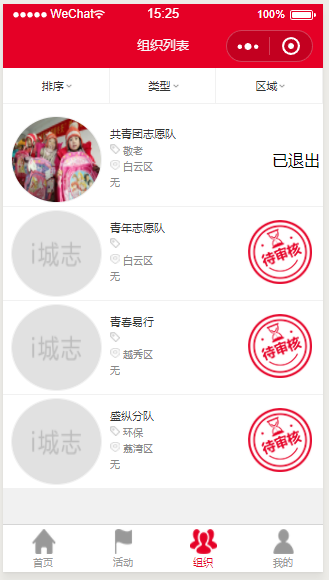 WeChat 15:25 100%
组织列表
排序 类型 区域
共青团志愿队
敬老
白云区
无
已退出
i城志
青年志愿队
白云区
无
待审核
i城志
青春易行
越秀区
无
待审核
i城志
盛纵分队
环保
荔湾区
无
待审核
首页 活动 组织 我的